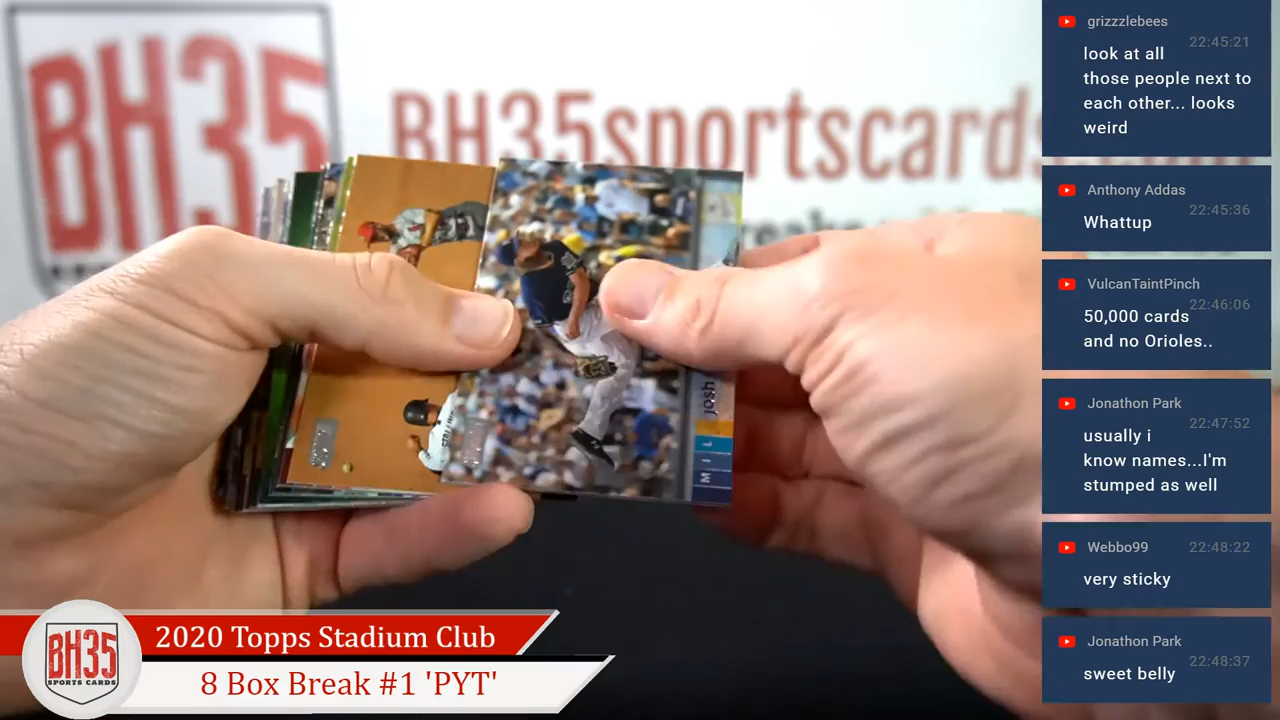 BH35
BH35sportscards
josh
MIL
grizzzlebees
22:45:21
look at all
those people next to
each other... looks
weird
Anthony Addas
22:45:36
Whattup
VulcanTaintPinch
22:46:06
50,000 cards
and no Orioles..
Jonathon Park
22:47:52
usually i
know names...I'm
stumped as well
Webbo99
22:48:22
very sticky
Jonathon Park
22:48:37
sweet belly
BH35
SPORTS CARDS
2020 Topps Stadium Club
8 Box Break #1 'PYT'